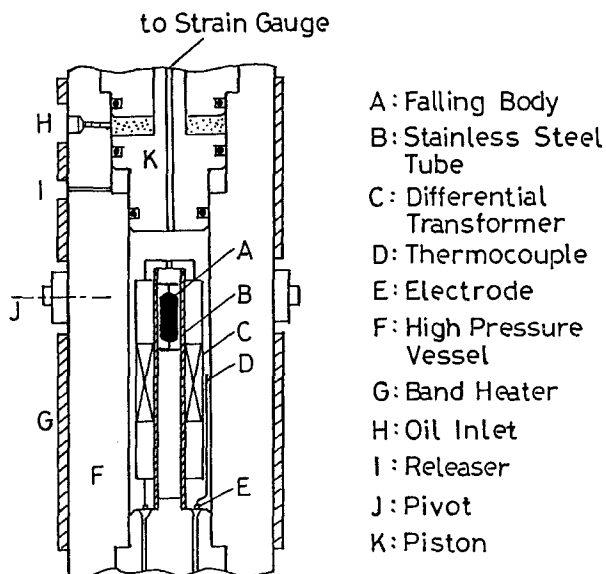 to Strain Gauge
H
K
I
A
B
C
D
J
G
F
E
A: Falling Body
B: Stainless Steel
Tube
C: Differential
Transformer
D: Thermocouple
E: Electrode
F: High Pressure
Vessel
G: Band Heater
H: Oil Inlet
I: Releaser
J: Pivot
K: Piston